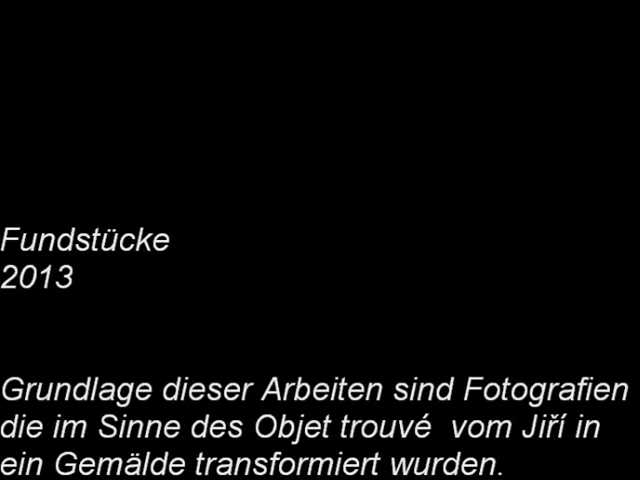 Fundstücke
2013
Grundlage dieser Arbeiten sind Fotografien
die im Sinne des Objet trouvé  vom Jiří in
ein Gemälde transformiert wurden.